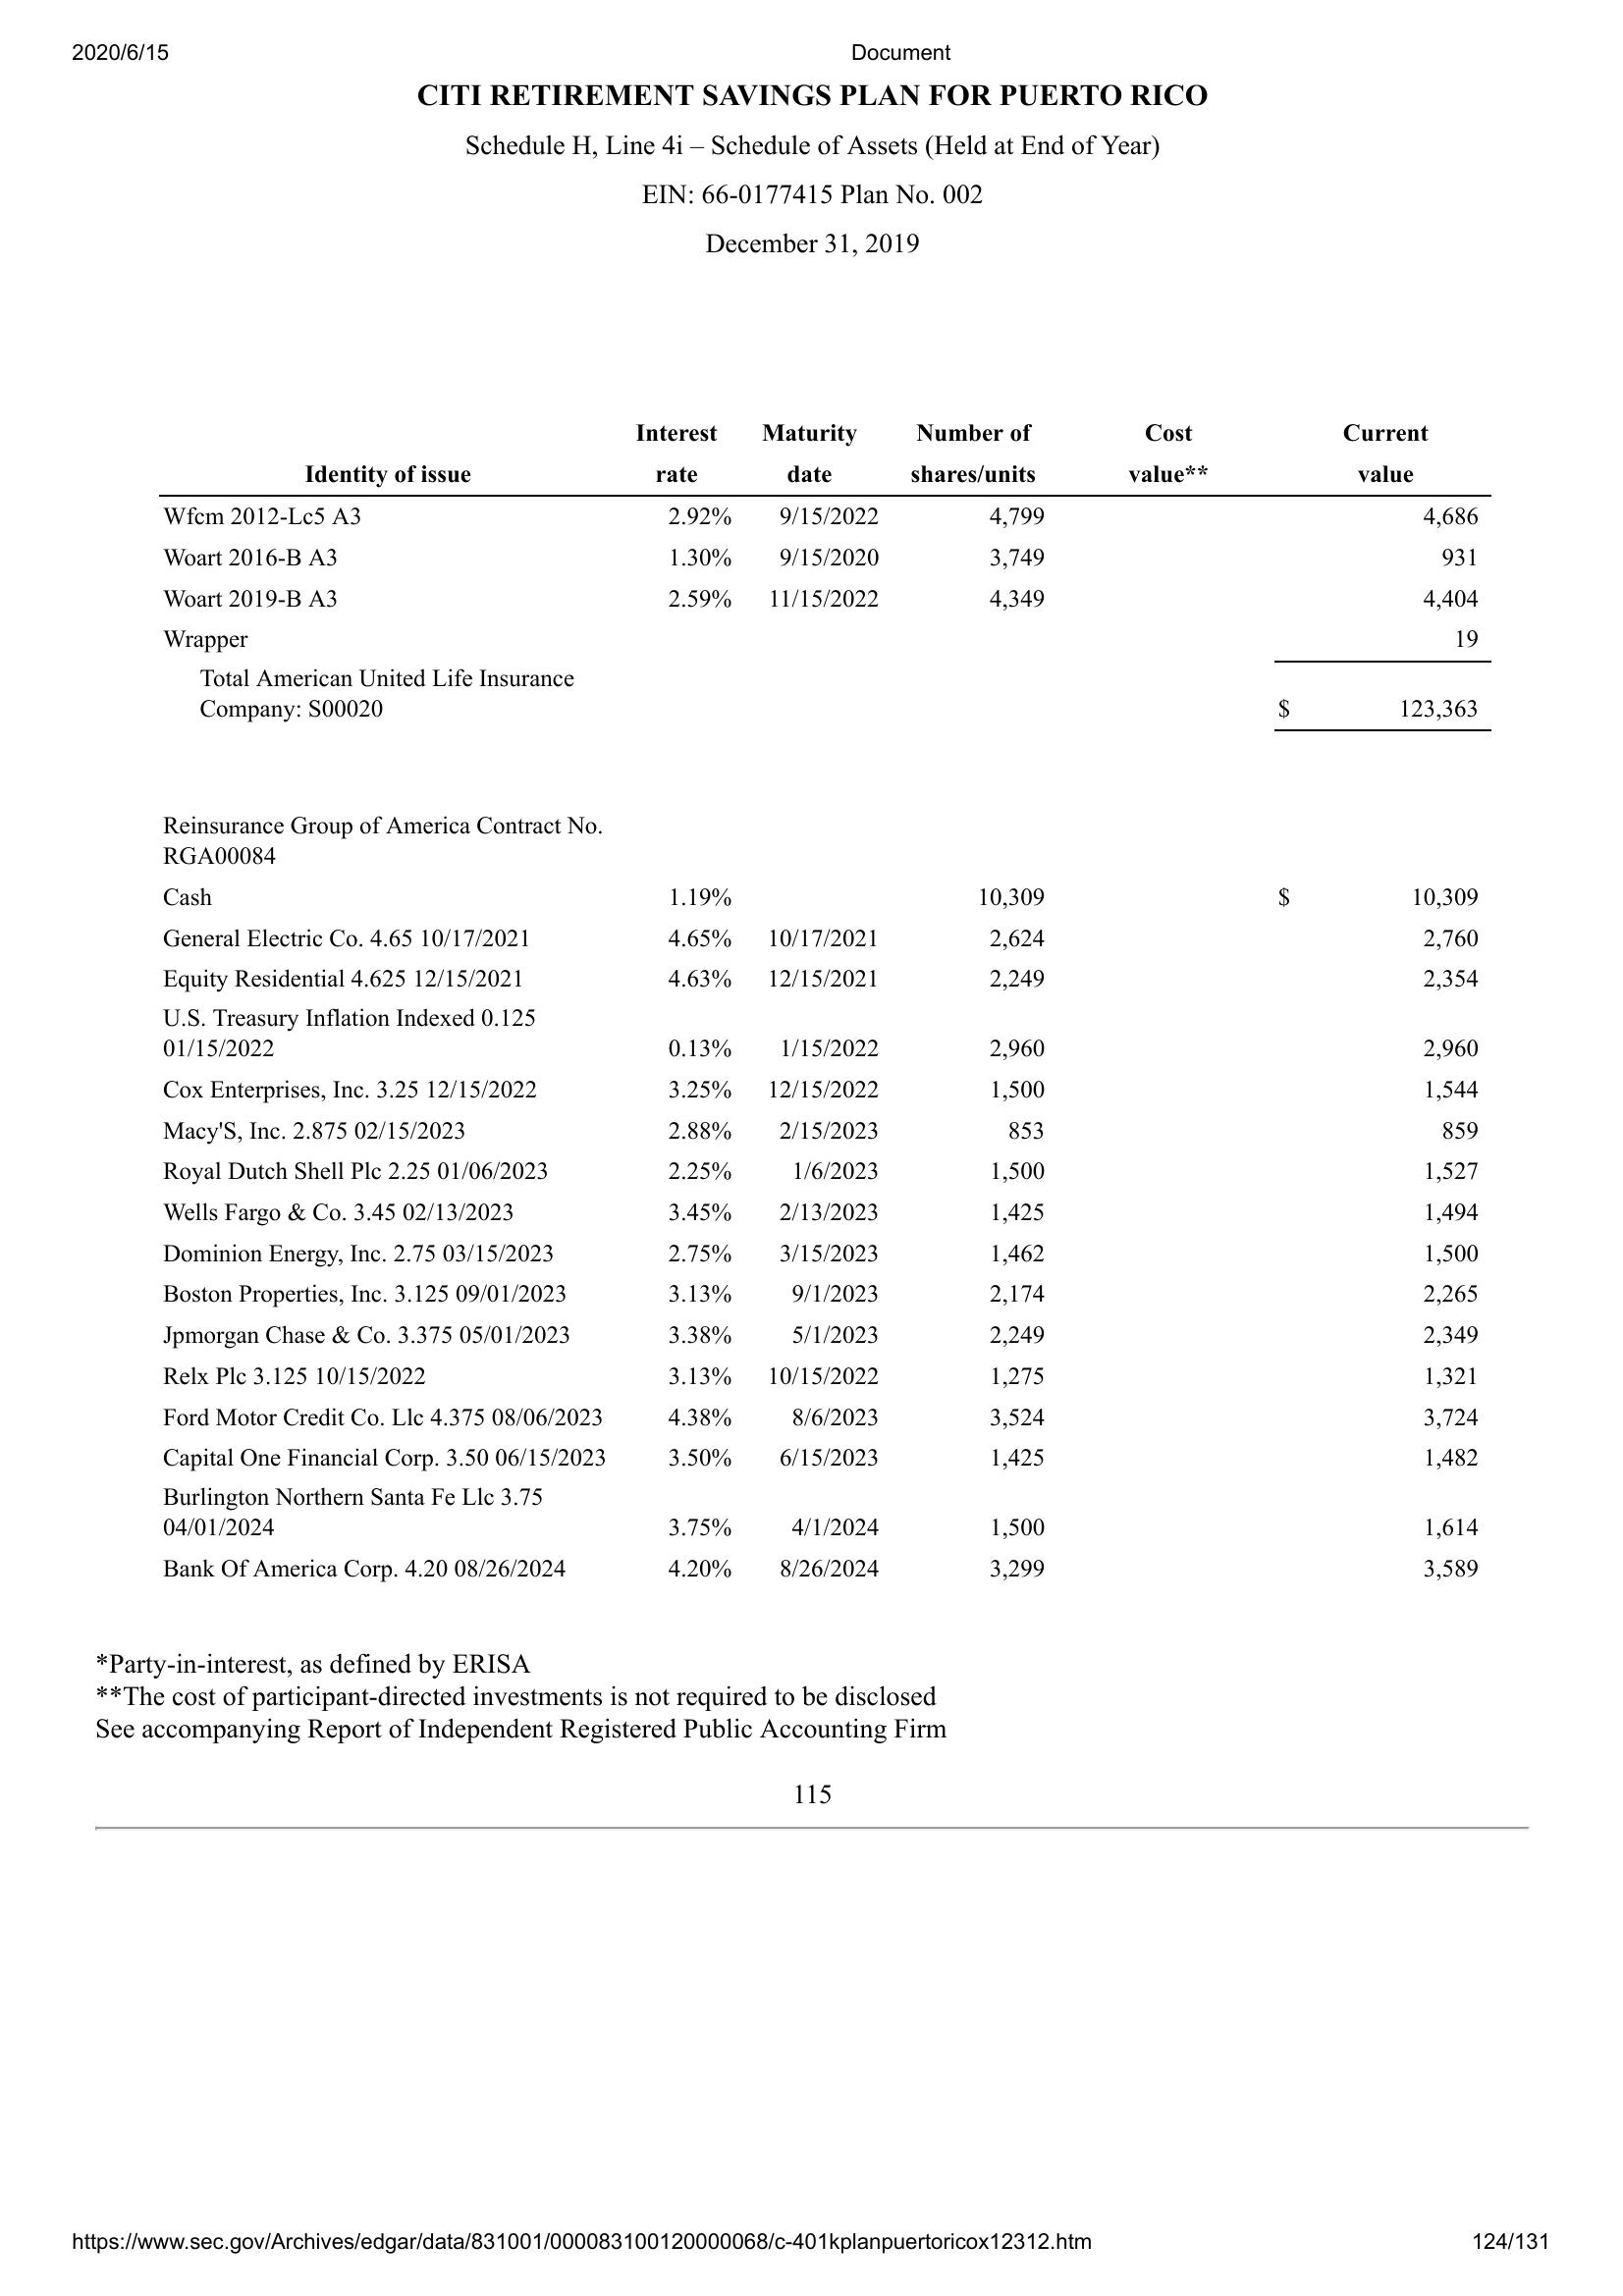 2020/6/15 Document
CITI RETIREMENT SAVINGS PLAN FOR PUERTO RICO
Schedule H, Line 4i – Schedule of Assets (Held at End of Year)
EIN: 66-0177415 Plan No. 002
December 31, 2019
Interest Maturity Number of Cost Current
Identity of issue rate date shares/units value** value
Wfcm 2012-Lc5 A3 2.92% 9/15/2022 4,799 4,686
Woart 2016-B A3 1.30% 9/15/2020 3,749 931
Woart 2019-B A3 2.59% 11/15/2022 4,349 4,404
Wrapper 19
Total American United Life Insurance
Company: S00020 $ 123,363
Reinsurance Group of America Contract No.
RGA00084
Cash 1.19% 10,309 $ 10,309
General Electric Co. 4.65 10/17/2021 4.65% 10/17/2021 2,624 2,760
Equity Residential 4.625 12/15/2021 4.63% 12/15/2021 2,249 2,354
U.S. Treasury Inflation Indexed 0.125
01/15/2022 0.13% 1/15/2022 2,960 2,960
Cox Enterprises, Inc. 3.25 12/15/2022 3.25% 12/15/2022 1,500 1,544
Macy'S, Inc. 2.875 02/15/2023 2.88% 2/15/2023 853 859
Royal Dutch Shell Plc 2.25 01/06/2023 2.25% 1/6/2023 1,500 1,527
Wells Fargo & Co. 3.45 02/13/2023 3.45% 2/13/2023 1,425 1,494
Dominion Energy, Inc. 2.75 03/15/2023 2.75% 3/15/2023 1,462 1,500
Boston Properties, Inc. 3.125 09/01/2023 3.13% 9/1/2023 2,174 2,265
Jpmorgan Chase & Co. 3.375 05/01/2023 3.38% 5/1/2023 2,249 2,349
Relx Plc 3.125 10/15/2022 3.13% 10/15/2022 1,275 1,321
Ford Motor Credit Co. Llc 4.375 08/06/2023 4.38% 8/6/2023 3,524 3,724
Capital One Financial Corp. 3.50 06/15/2023 3.50% 6/15/2023 1,425 1,482
Burlington Northern Santa Fe Llc 3.75
04/01/2024 3.75% 4/1/2024 1,500 1,614
Bank Of America Corp. 4.20 08/26/2024 4.20% 8/26/2024 3,299 3,589
*Party-in-interest, as defined by ERISA
**The cost of participant-directed investments is not required to be disclosed
See accompanying Report of Independent Registered Public Accounting Firm
115
https://www.sec.gov/Archives/edgar/data/831001/000083100120000068/c-401kplanpuertoricox12312.htm 124/131